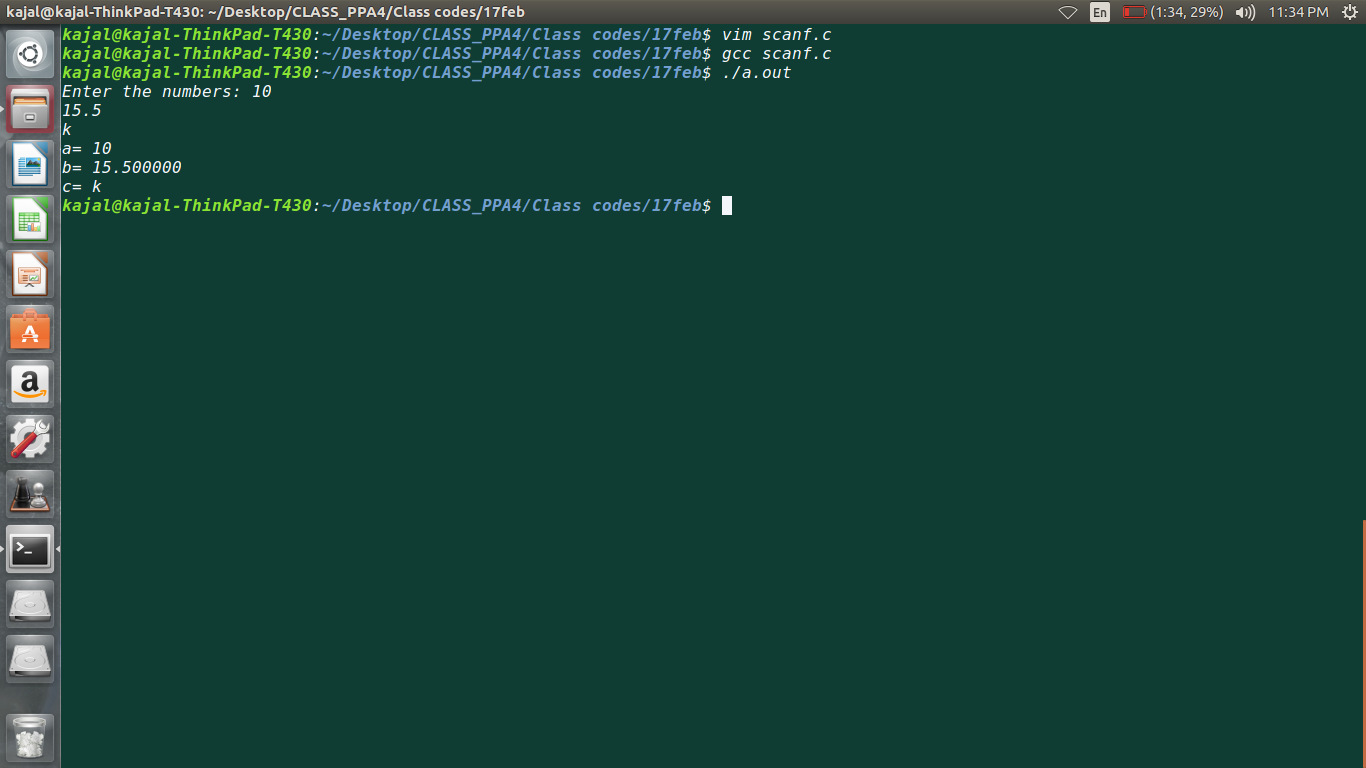 kajal@kajal-ThinkPad-T430: ~/Desktop/CLASS_PPA4/Class codes/17feb
En (1:34, 29%) 11:34 PM
kajal@kajal-ThinkPad-T430:~/Desktop/CLASS_PPA4/Class codes/17feb$ vim scanf.c
kajal@kajal-ThinkPad-T430:~/Desktop/CLASS_PPA4/Class codes/17feb$ gcc scanf.c
kajal@kajal-ThinkPad-T430:~/Desktop/CLASS_PPA4/Class codes/17feb$ ./a.out
Enter the numbers: 10
15.5
k
a= 10
b= 15.500000
c= k
kajal@kajal-ThinkPad-T430:~/Desktop/CLASS_PPA4/Class codes/17feb$